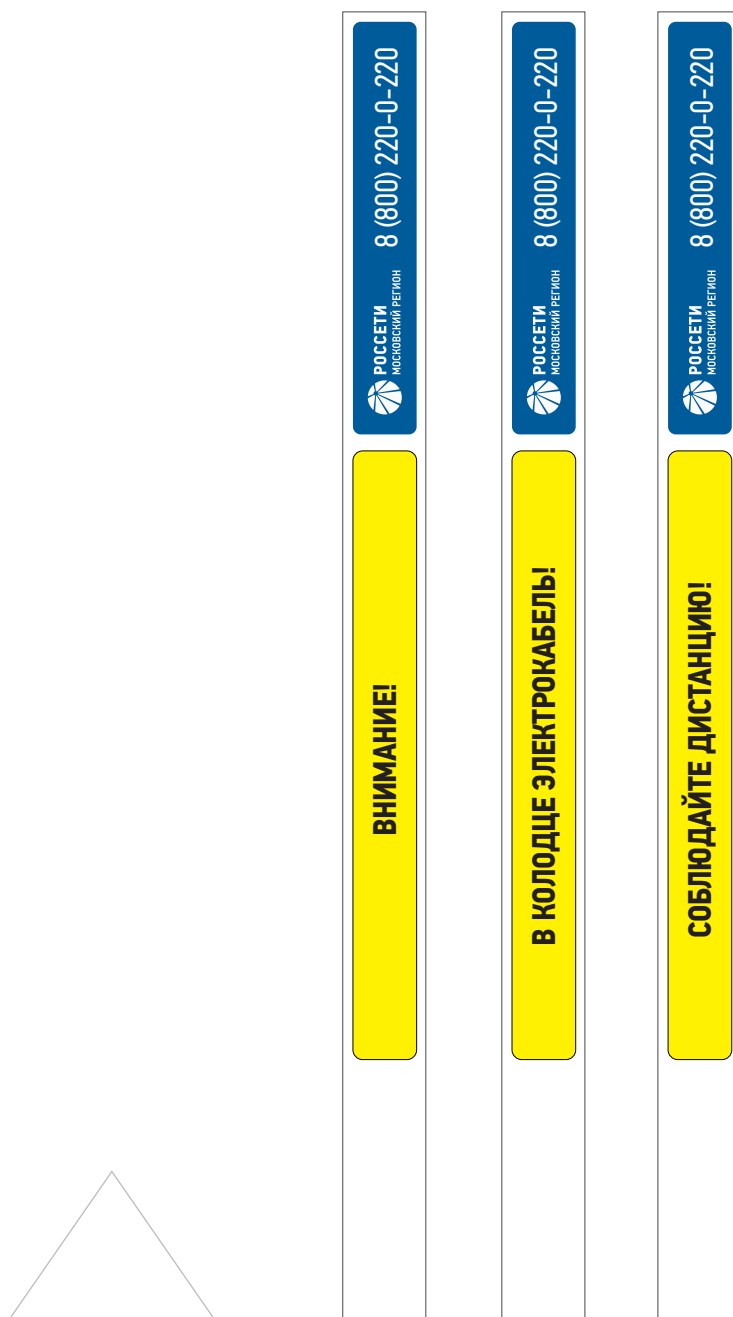 8 (800) 220-0-220
РОССЕТИ
МОСКОВСКИЙ РЕГИОН
ВНИМАНИЕ!
8 (800) 220-0-220
РОССЕТИ
МОСКОВСКИЙ РЕГИОН
В КОЛОДЦЕ ЭЛЕКТРОКАБЕЛЬ!
8 (800) 220-0-220
РОССЕТИ
МОСКОВСКИЙ РЕГИОН
СОБЛЮДАЙТЕ ДИСТАНЦИЮ!